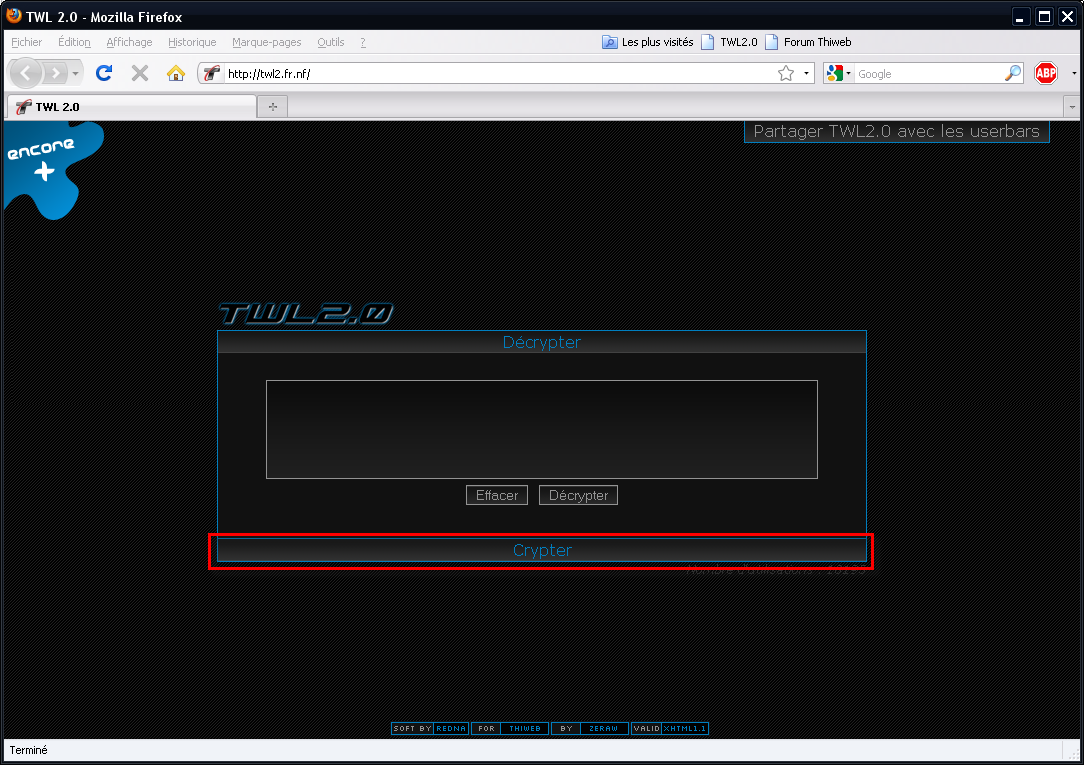 TWL 2.0 - Mozilla Firefox
Fichier Édition Affichage Historique Marque-pages Outils ? Les plus visités TWL2.0 Forum Thiweb
http://twl2.fr.nf/ Google ABP
TWL 2.0
encore
+
Partager TWL2.0 avec les userbars
TWL2.0
Décrypter
Effacer Décrypter
Crypter
Nombre d'utilisations :
SOFT BY REDNA FOR THIWEB BY ZERAW VALID XHTML1.1
Terminé